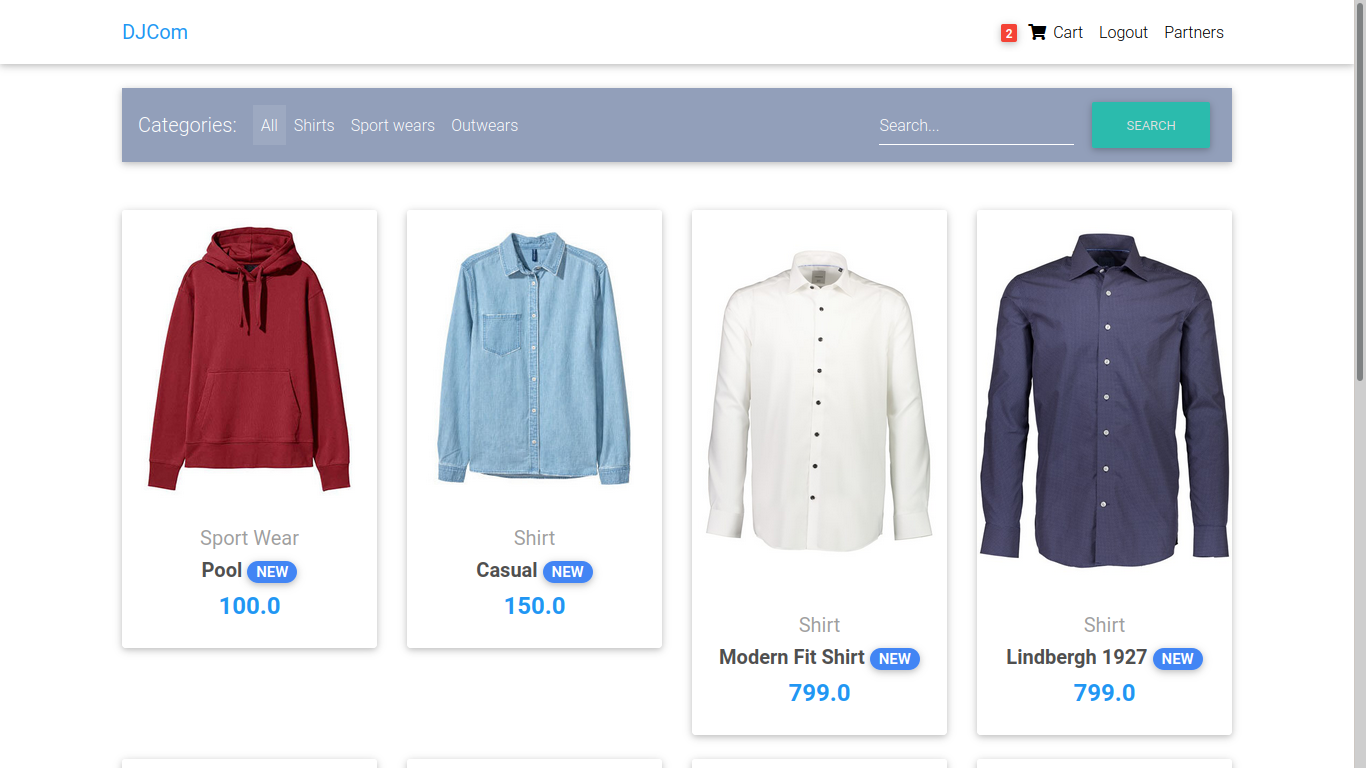 DJCom
2 Cart Logout Partners
Categories: All Shirts Sport wears Outwears Search... SEARCH
Sport Wear
Pool NEW
100.0
Shirt
Casual NEW
150.0
Shirt
Modern Fit Shirt NEW
799.0
Shirt
Lindbergh 1927 NEW
799.0